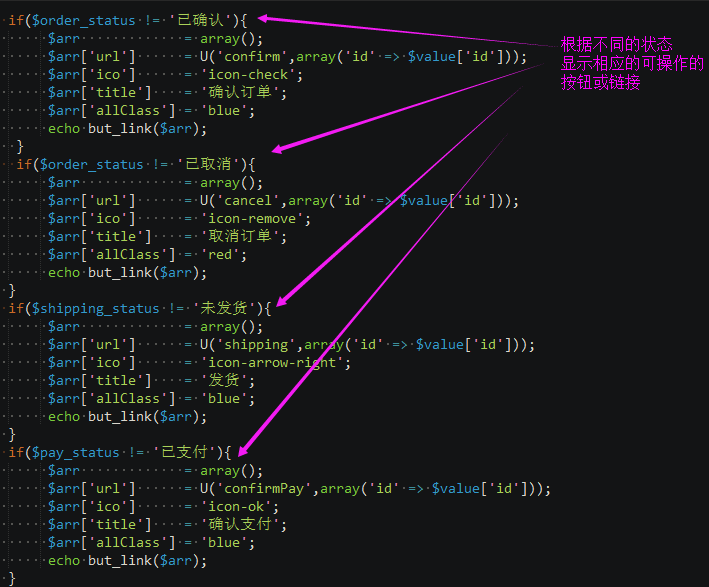 if($order_status != '已确认'){
$arr = array();
$arr['url'] = U('confirm',array('id' => $value['id']));
$arr['ico'] = 'icon-check';
$arr['title'] = '确认订单';
$arr['allClass'] = 'blue';
echo but_link($arr);
}
if($order_status != '已取消'){
$arr = array();
$arr['url'] = U('cancel',array('id' => $value['id']));
$arr['ico'] = 'icon-remove';
$arr['title'] = '取消订单';
$arr['allClass'] = 'red';
echo but_link($arr);
}
if($shipping_status != '未发货'){
$arr = array();
$arr['url'] = U('shipping',array('id' => $value['id']));
$arr['ico'] = 'icon-arrow-right';
$arr['title'] = '发货';
$arr['allClass'] = 'blue';
echo but_link($arr);
}
if($pay_status != '已支付'){
$arr = array();
$arr['url'] = U('confirmPay',array('id' => $value['id']));
$arr['ico'] = 'icon-ok';
$arr['title'] = '确认支付';
$arr['allClass'] = 'blue';
echo but_link($arr);
}
根据不同的状态
显示相应的可操作的
按钮或链接